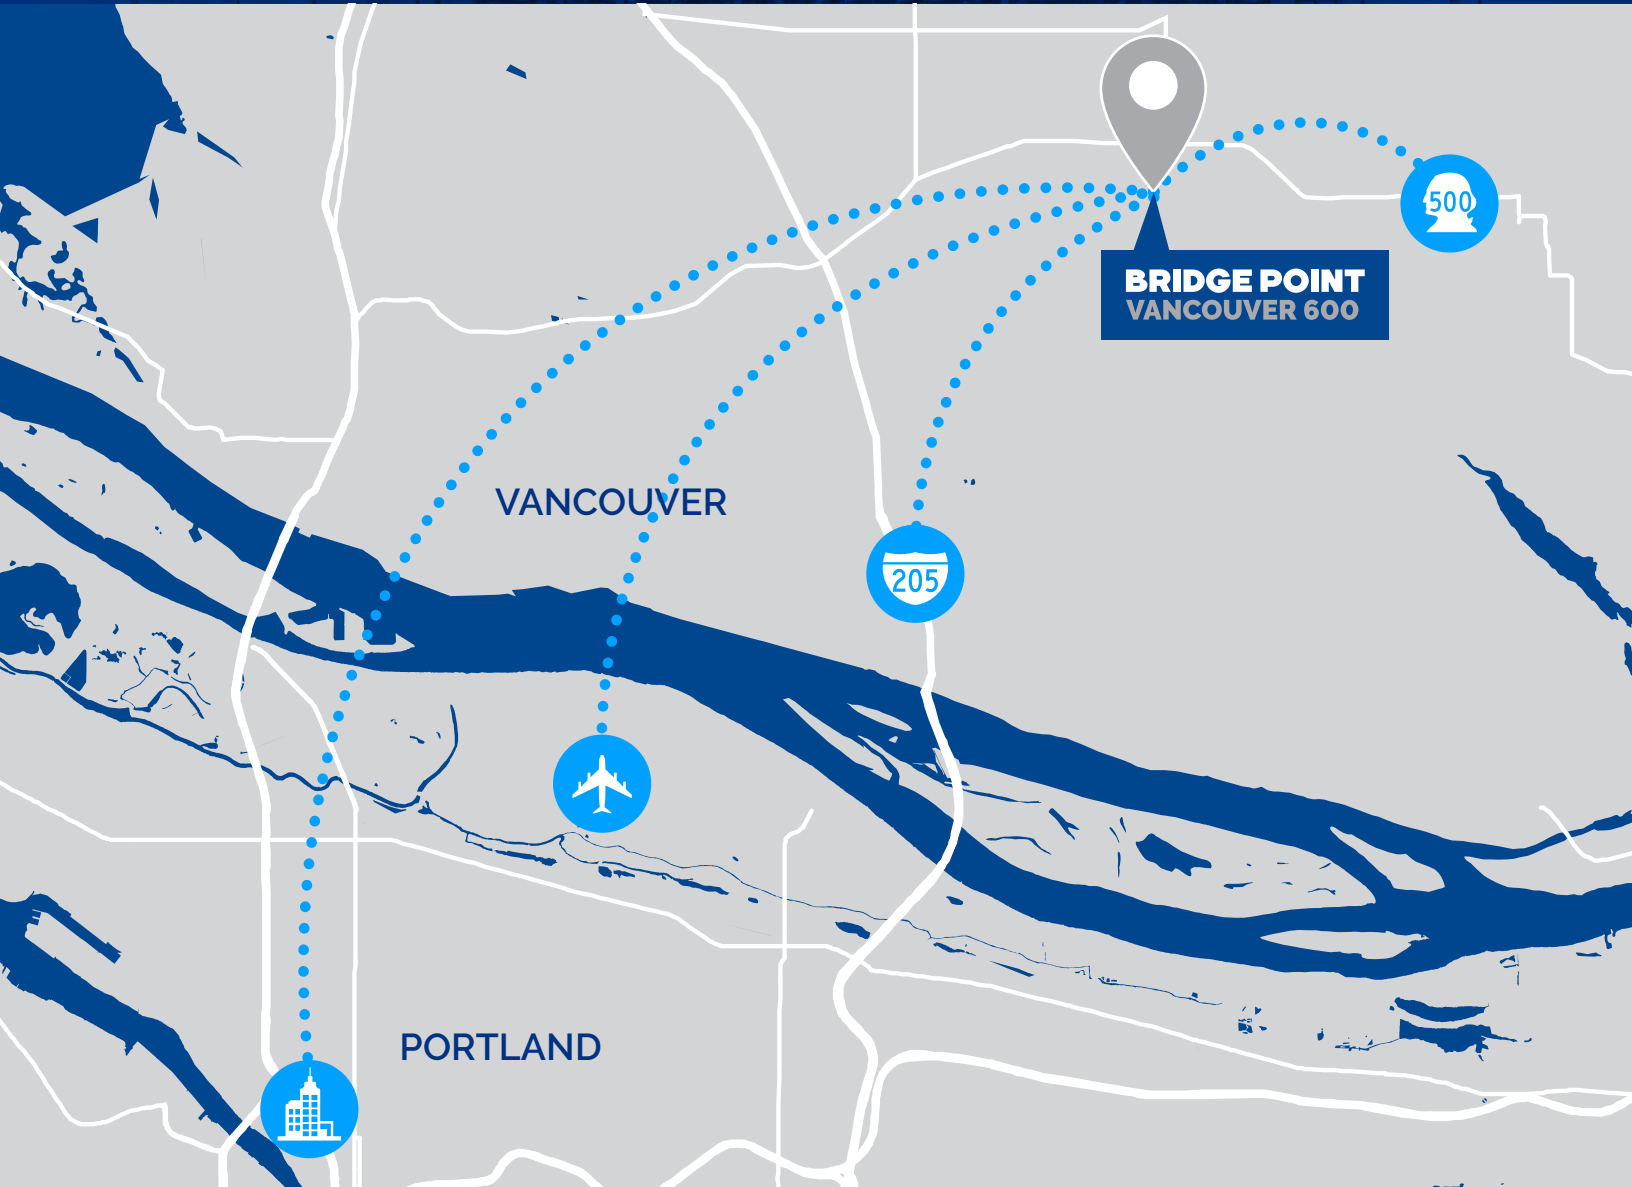 500
BRIDGE POINT
VANCOUVER 600
VANCOUVER
205
PORTLAND